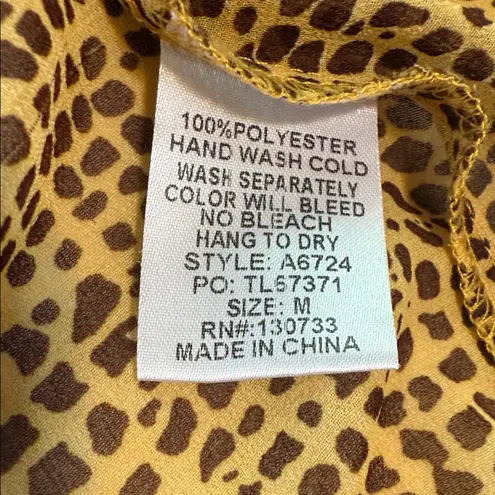 100%POLYESTER
HAND WASH COLD
WASH SEPARATELY
COLOR WILL BLEED
NO BLEACH
HANG TO DRY
STYLE: A6724
PO: TL67371
SIZE: M
RN#:130733
MADE IN CHINA